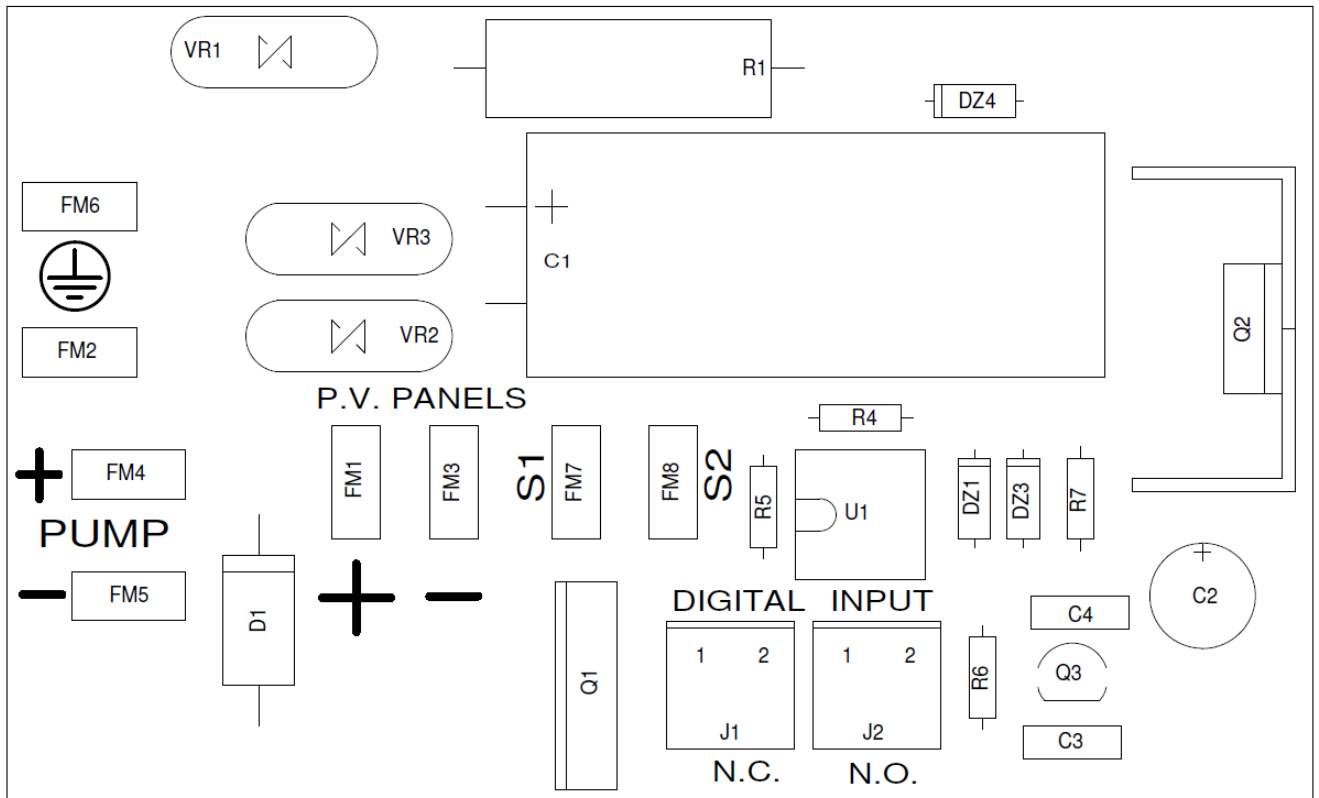 VR1
R1
DZ4
FM6
VR3
C1
FM2
VR2
Q2
P.V. PANELS
R4
+ FM4
FM1
FM3
S1
FM7
FM8
S2
R5
U1
DZ1
DZ3
R7
PUMP
- FM5
D1
+ -
DIGITAL INPUT
C4
C2
1 2
1 2
Q1
R6
Q3
J1
J2
C3
N.C.
N.O.